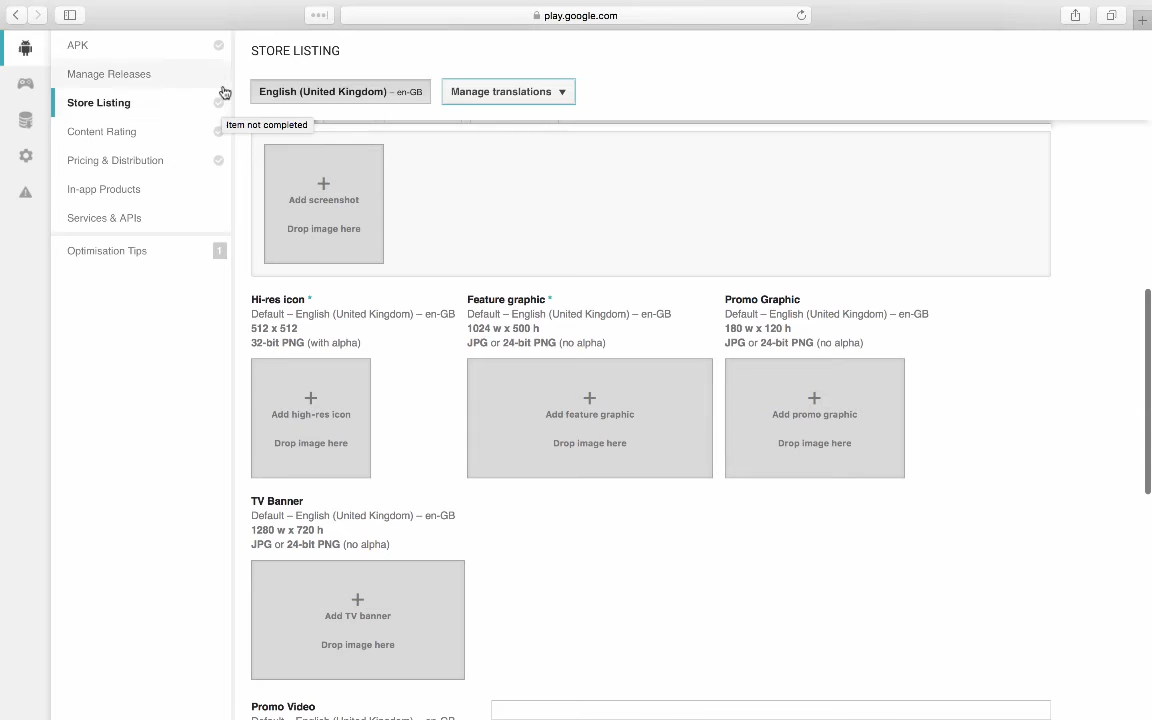 play.google.com
APK
Manage Releases
Store Listing
Item not completed
Content Rating
Pricing & Distribution
In-app Products
Services & APIs
Optimisation Tips
1
STORE LISTING
English (United Kingdom) – en-GB
Manage translations
Add screenshot
Drop image here
Hi-res icon *
Default – English (United Kingdom) – en-GB
512 x 512
32-bit PNG (with alpha)
Add high-res icon
Drop image here
Feature graphic *
Default – English (United Kingdom) – en-GB
1024 w x 500 h
JPG or 24-bit PNG (no alpha)
Add feature graphic
Drop image here
Promo Graphic
Default – English (United Kingdom) – en-GB
180 w x 120 h
JPG or 24-bit PNG (no alpha)
Add promo graphic
Drop image here
TV Banner
Default – English (United Kingdom) – en-GB
1280 w x 720 h
JPG or 24-bit PNG (no alpha)
Add TV banner
Drop image here
Promo Video
Default – English (United Kingdom) – en-GB